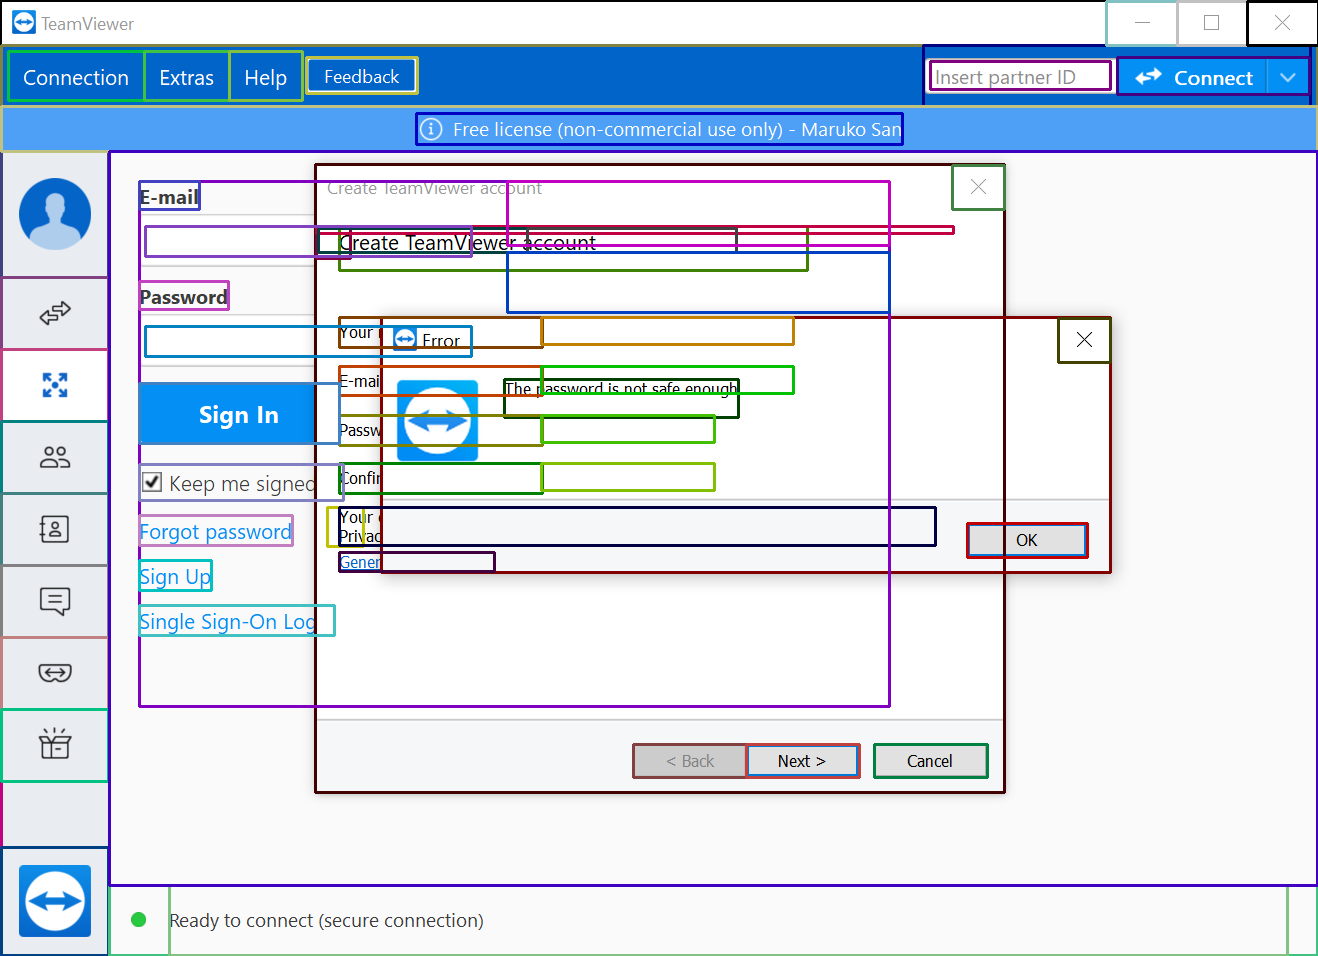 TeamViewer
Connection Extras Help Feedback
Insert partner ID Connect
Free license (non-commercial use only) - Maruko San
E-mail
Password
Sign In
Keep me signed
Forgot password
Sign Up
Single Sign-On Log
Create TeamViewer account
Create TeamViewer account
Your
E-mai
Passw
Confir
Your
Privac
Gener
Error
The password is not safe enough
OK
< Back Next > Cancel
Ready to connect (secure connection)